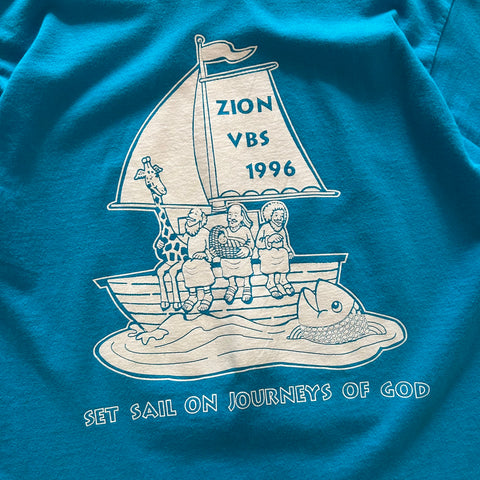 ZION
VBS
1996
SET SAIL ON JOURNEYS OF GOD